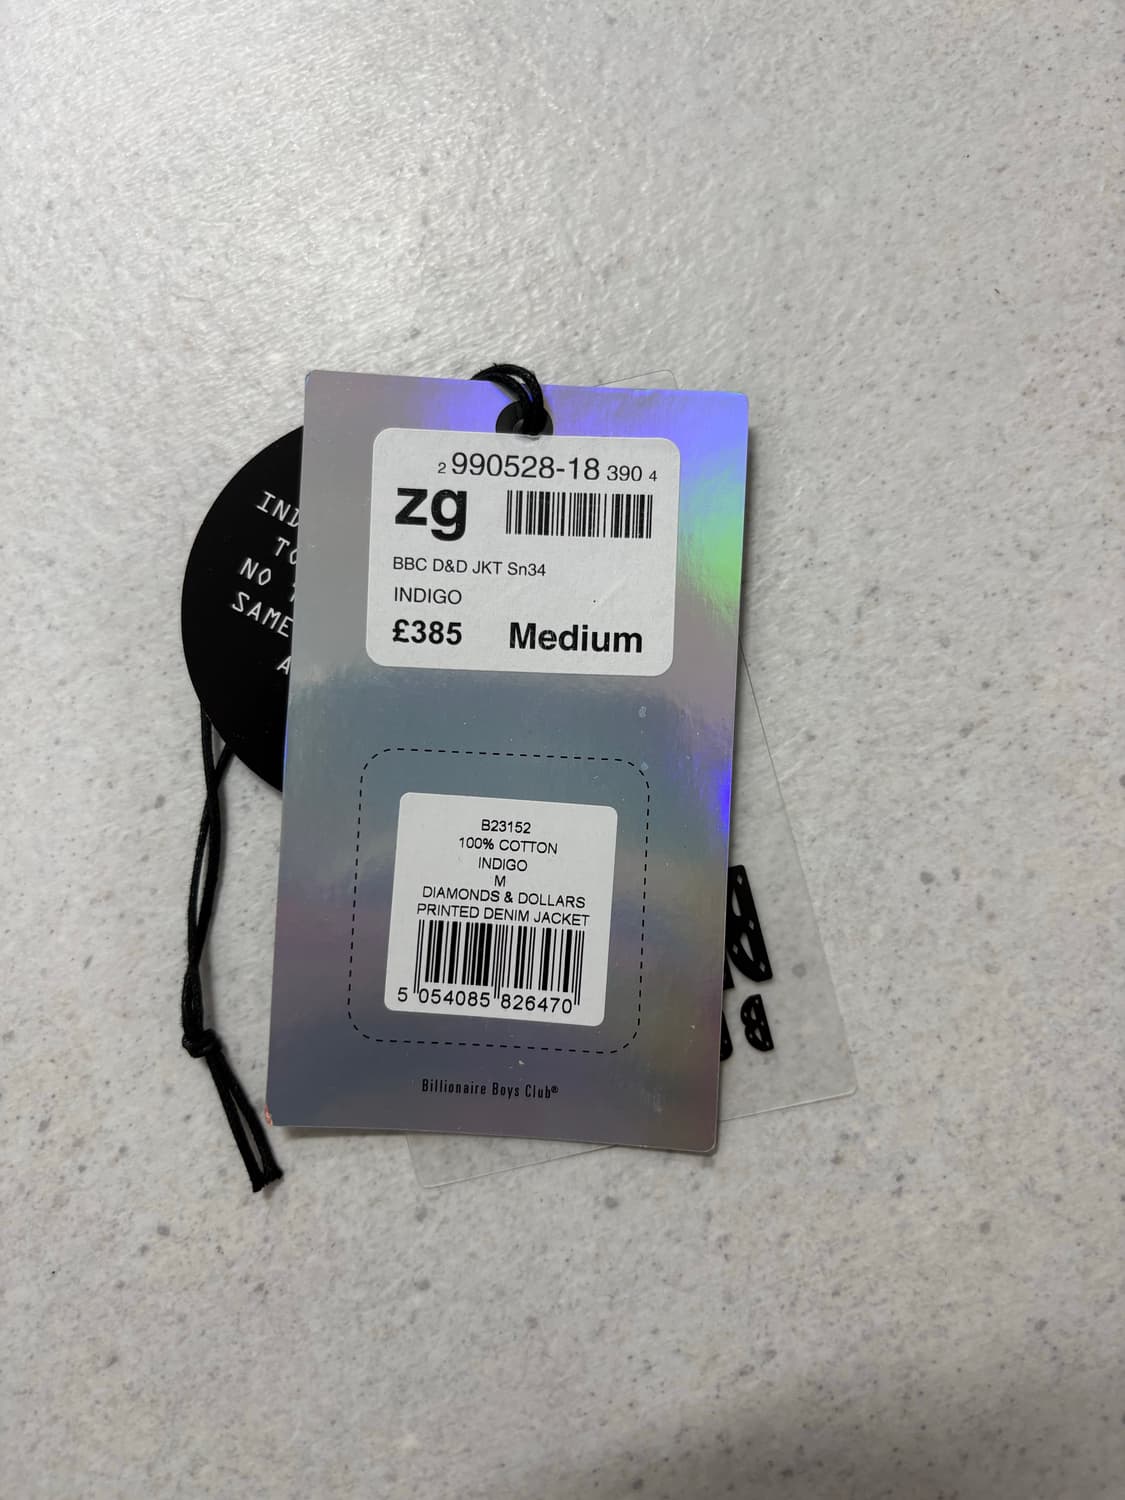 2 990528-18 390 4
zg
BBC D&D JKT Sn34
INDIGO
£385 Medium
B23152
100% COTTON
INDIGO
M
DIAMONDS & DOLLARS
PRINTED DENIM JACKET
5 054085 826470
Billionaire Boys Club®
NO
SAME
B